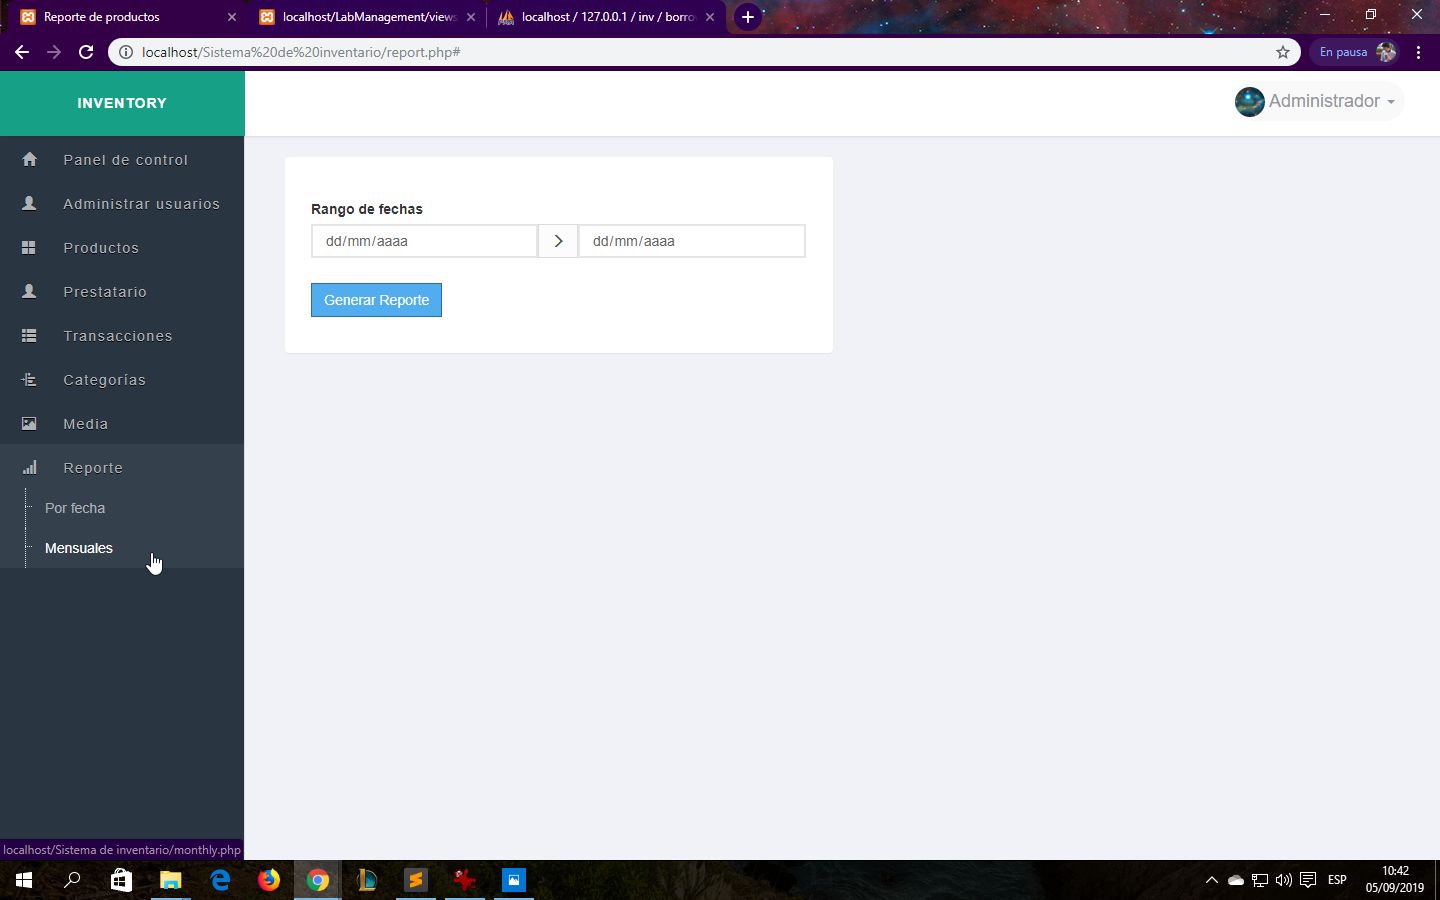 Reporte de productos
localhost/LabManagement/views
localhost / 127.0.0.1 / inv / borro
localhost/Sistema%20de%20inventario/report.php#
En pausa
INVENTORY
Administrador
Panel de control
Administrar usuarios
Productos
Prestatario
Transacciones
Categorías
Media
Reporte
Por fecha
Mensuales
Rango de fechas
dd/mm/aaaa
dd/mm/aaaa
Generar Reporte
localhost/Sistema de inventario/monthly.php
ESP
10:42
05/09/2019